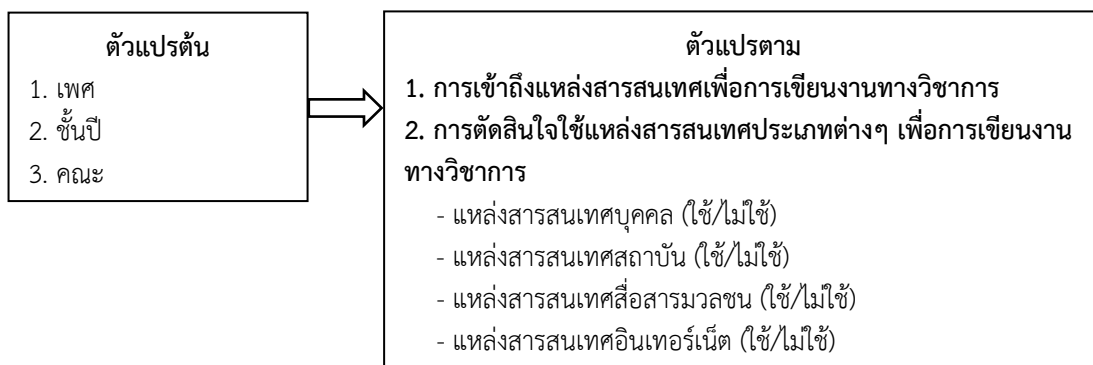 ตัวแปรต้น
1. เพศ
2. ชั้นปี
3. คณะ
ตัวแปรตาม
1. การเข้าถึงแหล่งสารสนเทศเพื่อการเขียนงานทางวิชาการ
2. การตัดสินใจใช้แหล่งสารสนเทศประเภทต่างๆ เพื่อการเขียนงาน
ทางวิชาการ
- แหล่งสารสนเทศบุคคล (ใช้/ไม่ใช้)
- แหล่งสารสนเทศสถาบัน (ใช้/ไม่ใช้)
- แหล่งสารสนเทศสื่อสารมวลชน (ใช้/ไม่ใช้)
- แหล่งสารสนเทศอินเทอร์เน็ต (ใช้/ไม่ใช้)